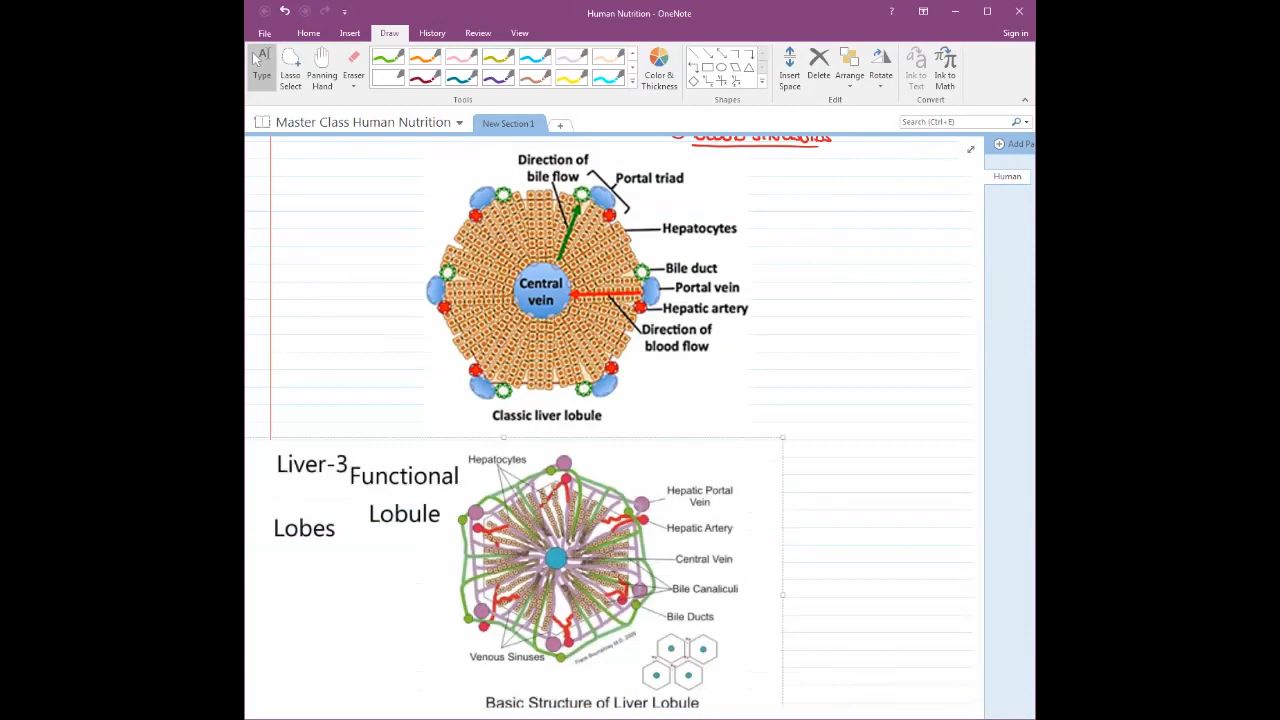 Human Nutrition - OneNote
?
File
Home
Insert
Draw
History
Review
View
Sign in
Type
Lasso Select
Panning Hand
Eraser
Color & Thickness
Insert Space
Delete
Arrange
Rotate
Ink to Text
Ink to Math
Tools
Shapes
Edit
Convert
Master Class Human Nutrition
New Section 1
Search (Ctrl+E)
Add Pa
Human
Direction of
bile flow
Portal triad
Hepatocytes
Bile duct
Central
vein
Portal vein
Hepatic artery
Direction of
blood flow
Classic liver lobule
Liver-3
Functional
Lobule
Lobes
Hepatocytes
Hepatic Portal
Vein
Hepatic Artery
Central Vein
Bile Canaliculi
Bile Ducts
Venous Sinuses
Basic Structure of Liver Lobule